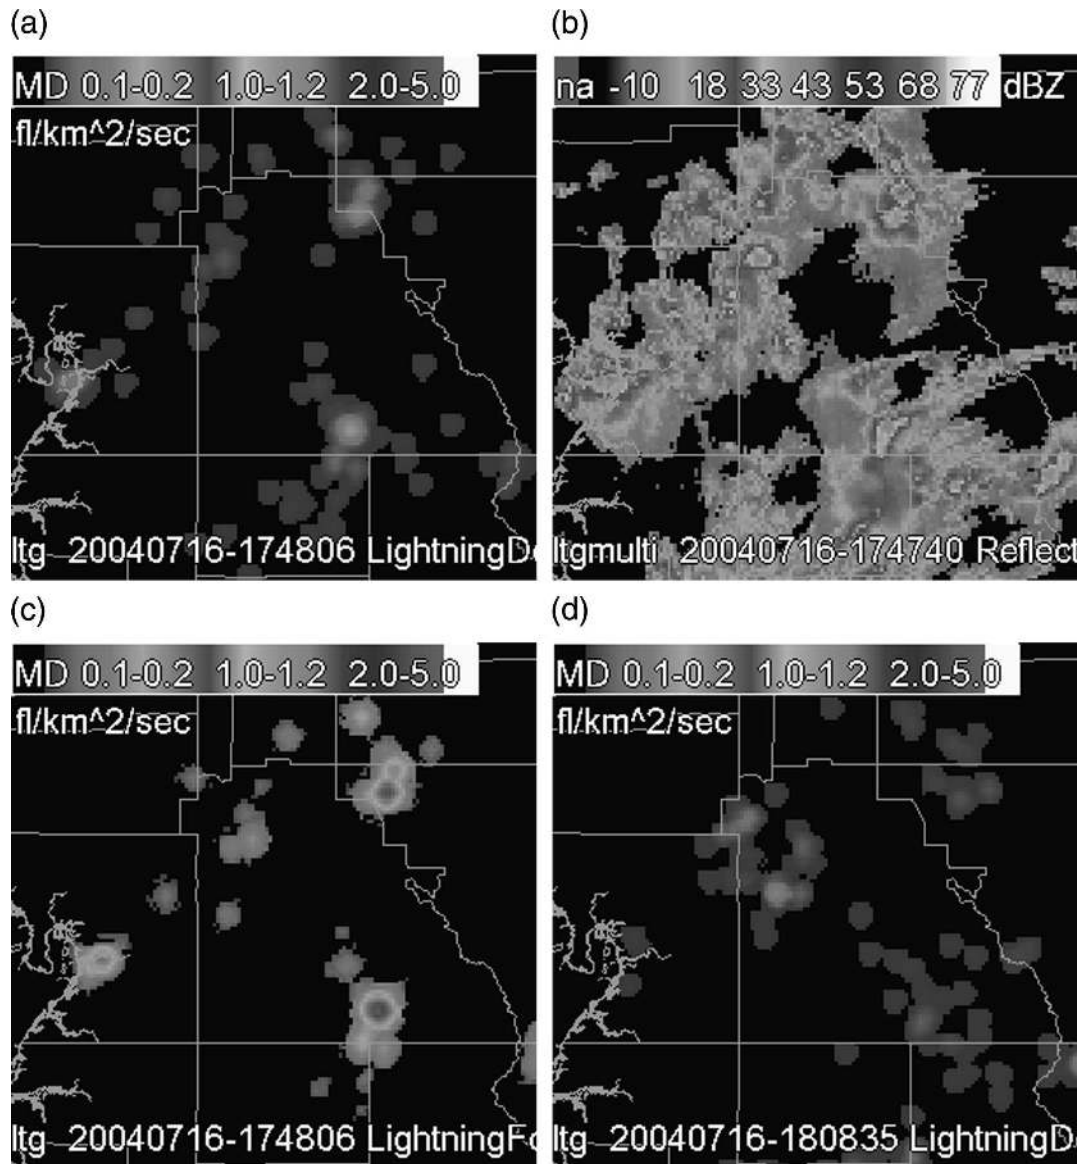 (a)
MD 0.1-0.2 1.0-1.2 2.0-5.0
fl/km^2/sec
ltg 20040716-174806 LightningDe
(b)
na -10 18 33 43 53 68 77 dBZ
ltgmulti 20040716-174740 Reflect
(c)
MD 0.1-0.2 1.0-1.2 2.0-5.0
fl/km^2/sec
ltg 20040716-174806 LightningFo
(d)
MD 0.1-0.2 1.0-1.2 2.0-5.0
fl/km^2/sec
ltg 20040716-180835 LightningDe